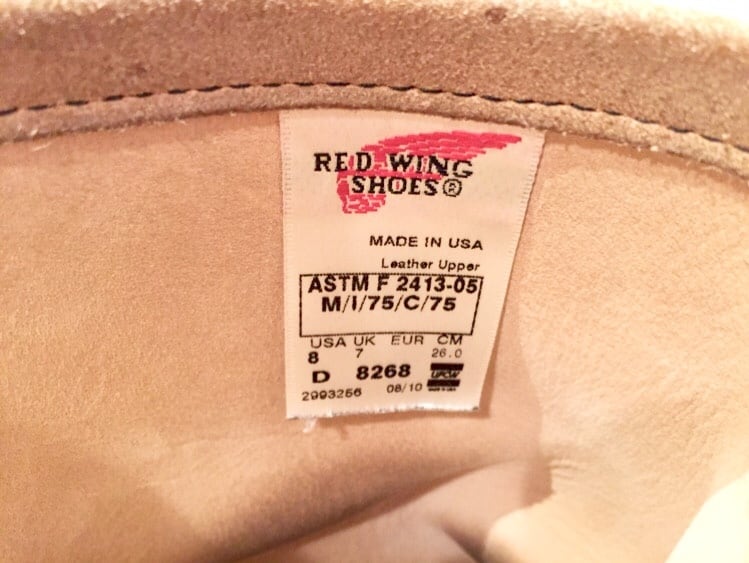 RED WING
SHOES®
MADE IN USA
Leather Upper
ASTM F 2413-05
M/I/75/C/75
USA UK EUR CM
8 7 26.0
D 8268 UFCW
2993256 08/10